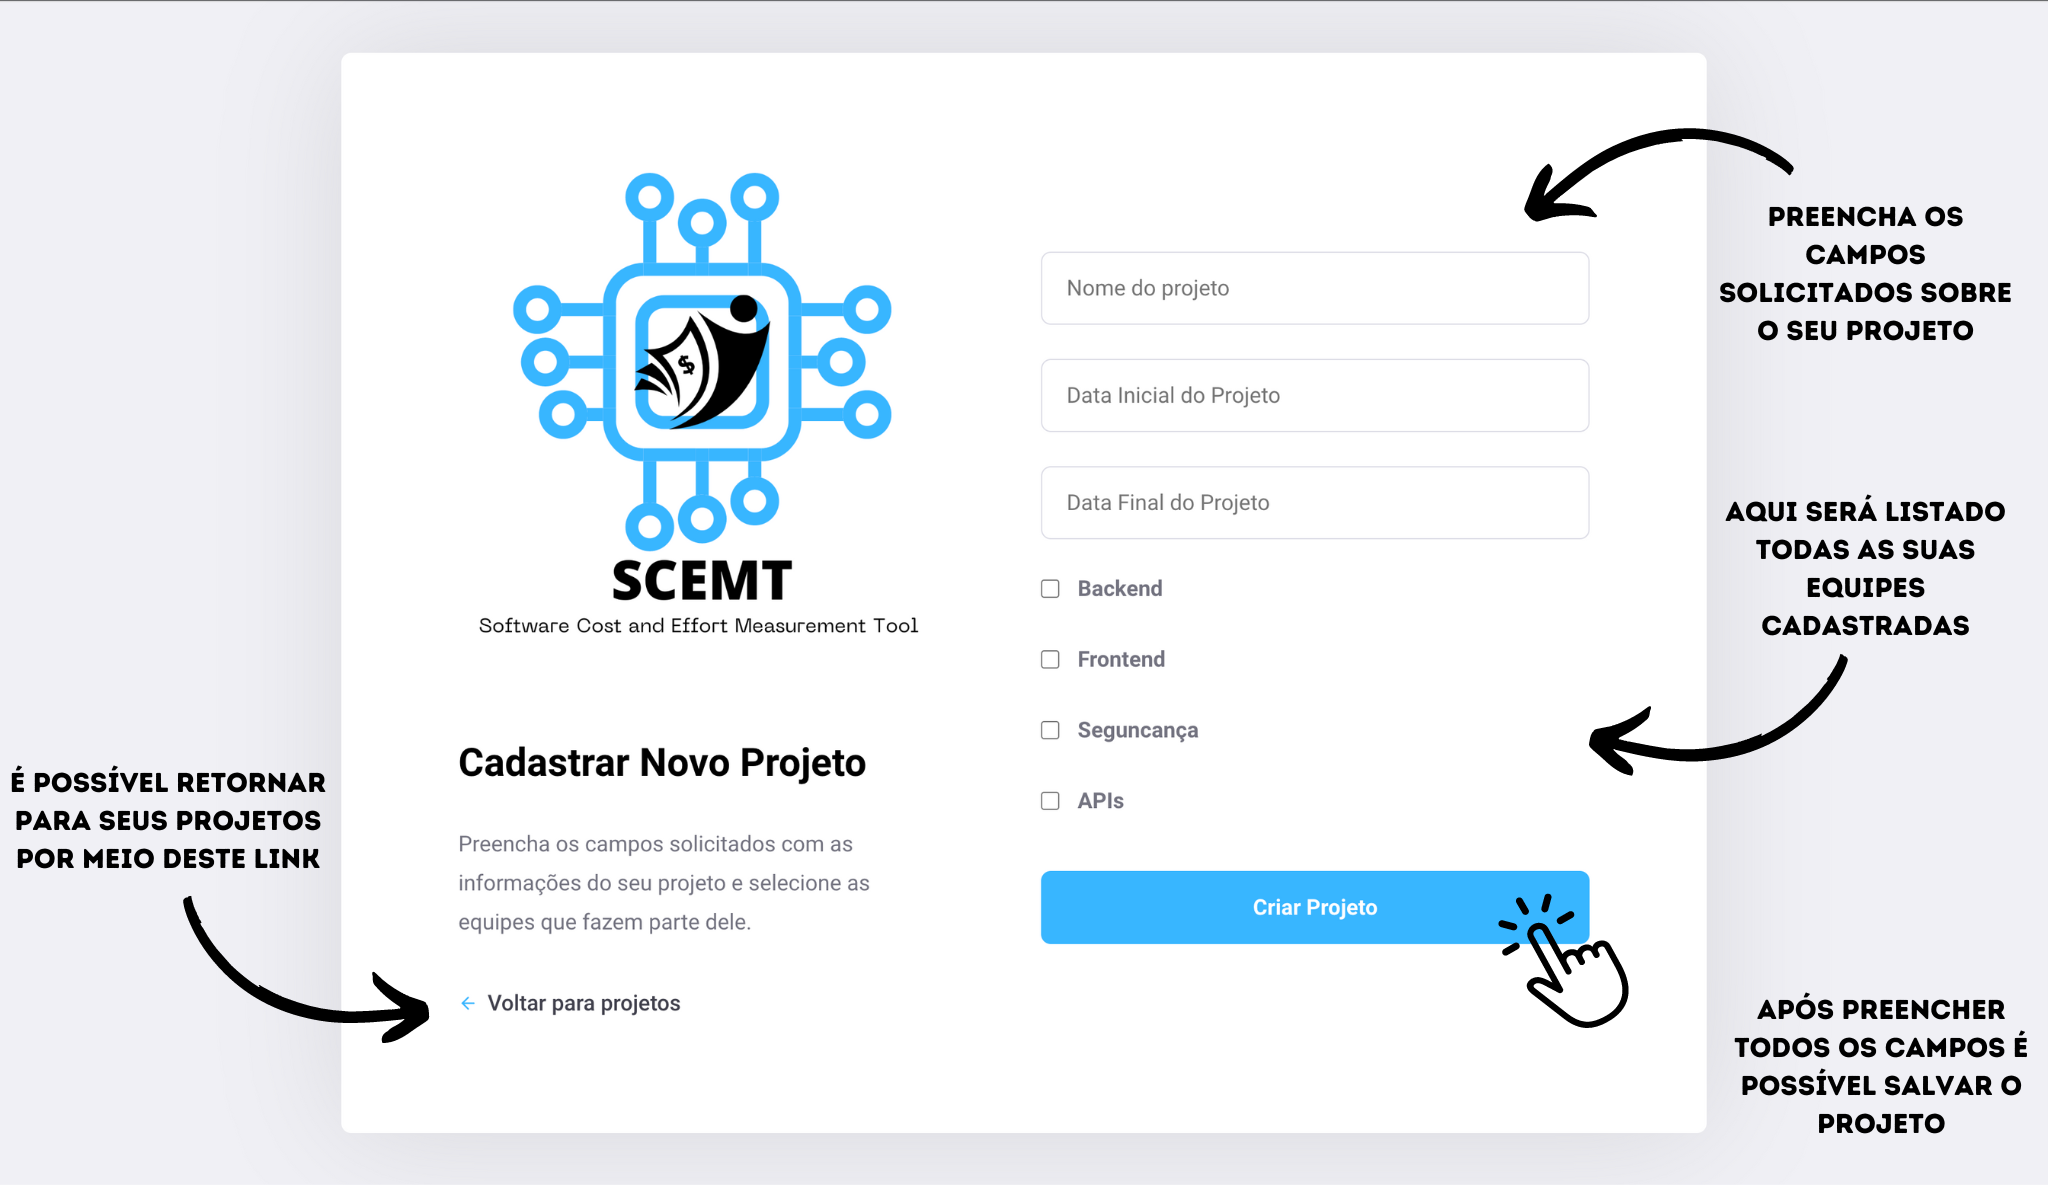 SCEMT
Software Cost and Effort Measurement Tool
Cadastrar Novo Projeto
Preencha os campos solicitados com as
informações do seu projeto e selecione as
equipes que fazem parte dele.
Voltar para projetos
É POSSÍVEL RETORNAR
PARA SEUS PROJETOS
POR MEIO DESTE LINK
Nome do projeto
Data Inicial do Projeto
Data Final do Projeto
Backend
Frontend
Seguncança
APIs
Criar Projeto
PREENCHA OS
CAMPOS
SOLICITADOS SOBRE
O SEU PROJETO
AQUI SERÁ LISTADO
TODAS AS SUAS
EQUIPES
CADASTRADAS
APÓS PREENCHER
TODOS OS CAMPOS É
POSSÍVEL SALVAR O
PROJETO